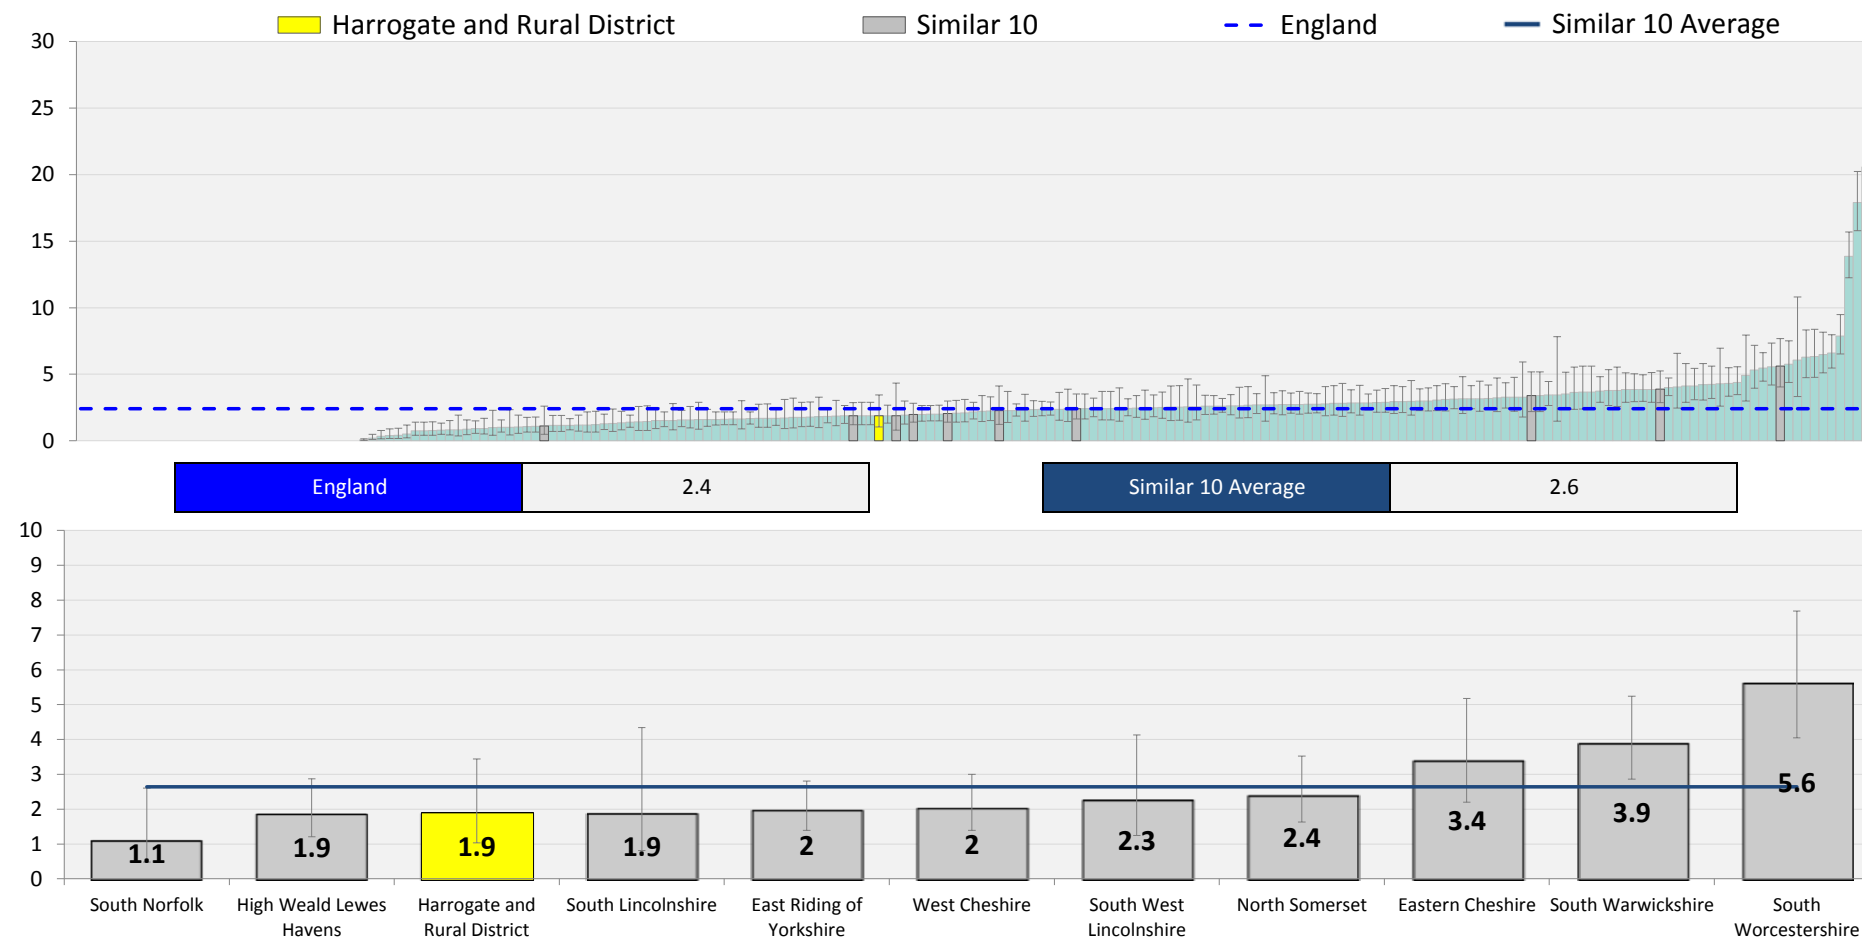 Harrogate and Rural District
Similar 10
England
Similar 10 Average
30
25
20
15
10
5
0
England
2.4
Similar 10 Average
2.6
10
9
8
7
6
5
4
3
2
1
0
1.1
1.9
1.9
1.9
2
2
2.3
2.4
3.4
3.9
5.6
South Norfolk
High Weald Lewes
Havens
Harrogate and
Rural District
South Lincolnshire
East Riding of
Yorkshire
West Cheshire
South West
Lincolnshire
North Somerset
Eastern Cheshire
South Warwickshire
South
Worcestershire